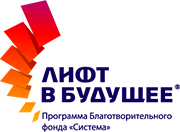 ЛИФТ
В БУДУЩЕЕ®
Программа Благотворительного
фонда «Система»